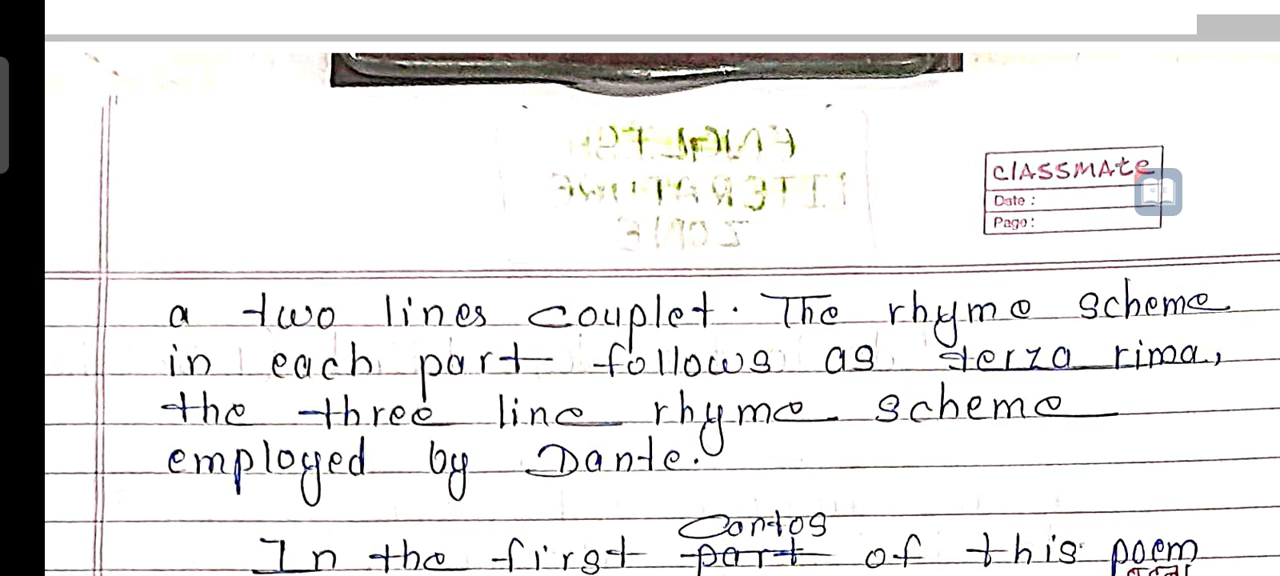 CLASSMATE
Date :
Page :
a two lines couplet. The rhyme scheme
in each part follows as terza rima,
the three line rhyme scheme
employed by Dante.
Cantos
In the first part of this poem